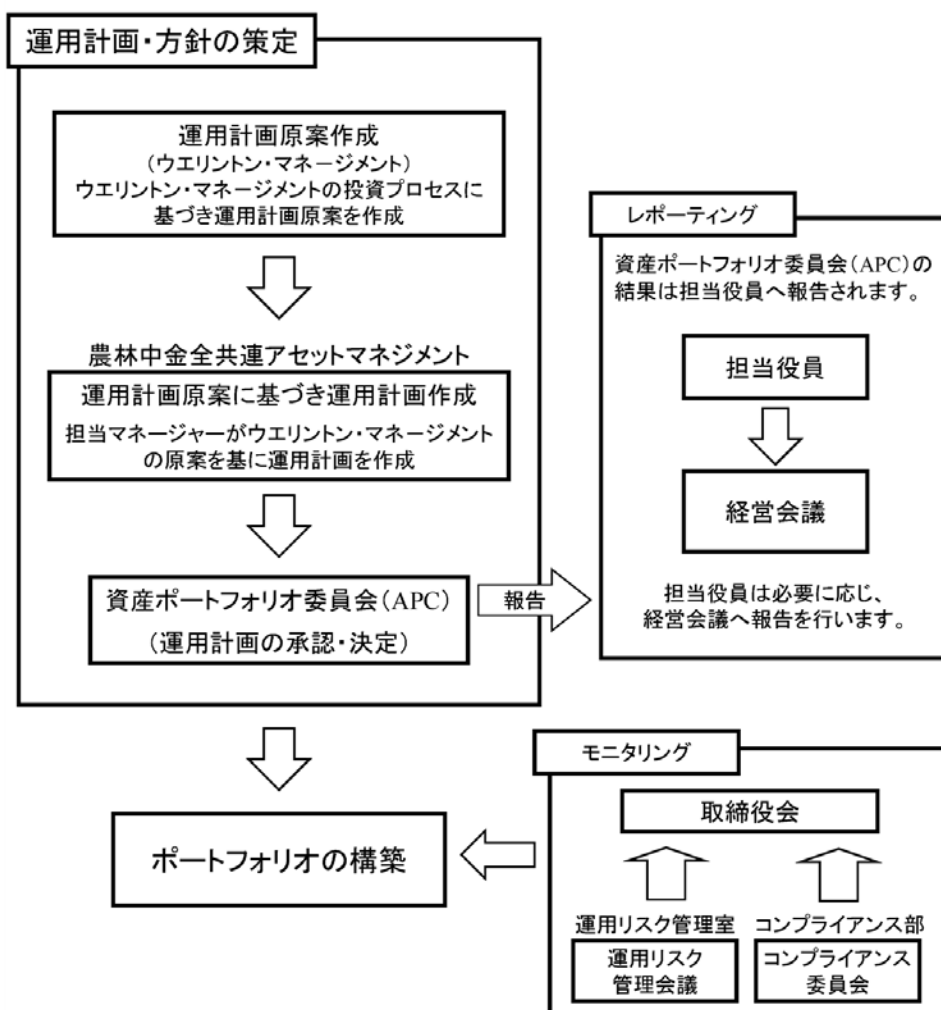 運用計画・方針の策定
運用計画原案作成
（ウエリントン・マネージメント）
ウエリントン・マネージメントの投資プロセスに
基づき運用計画原案を作成
農林中金全共連アセットマネジメント
運用計画原案に基づき運用計画作成
担当マネージャーがウエリントン・マネージメント
の原案を基に運用計画を作成
資産ポートフォリオ委員会（APC）
（運用計画の承認・決定）
報告
レポーティング
資産ポートフォリオ委員会（APC）の
結果は担当役員へ報告されます。
担当役員
経営会議
担当役員は必要に応じ、
経営会議へ報告を行います。
ポートフォリオの構築
モニタリング
取締役会
運用リスク管理室
運用リスク
管理会議
コンプライアンス部
コンプライアンス
委員会